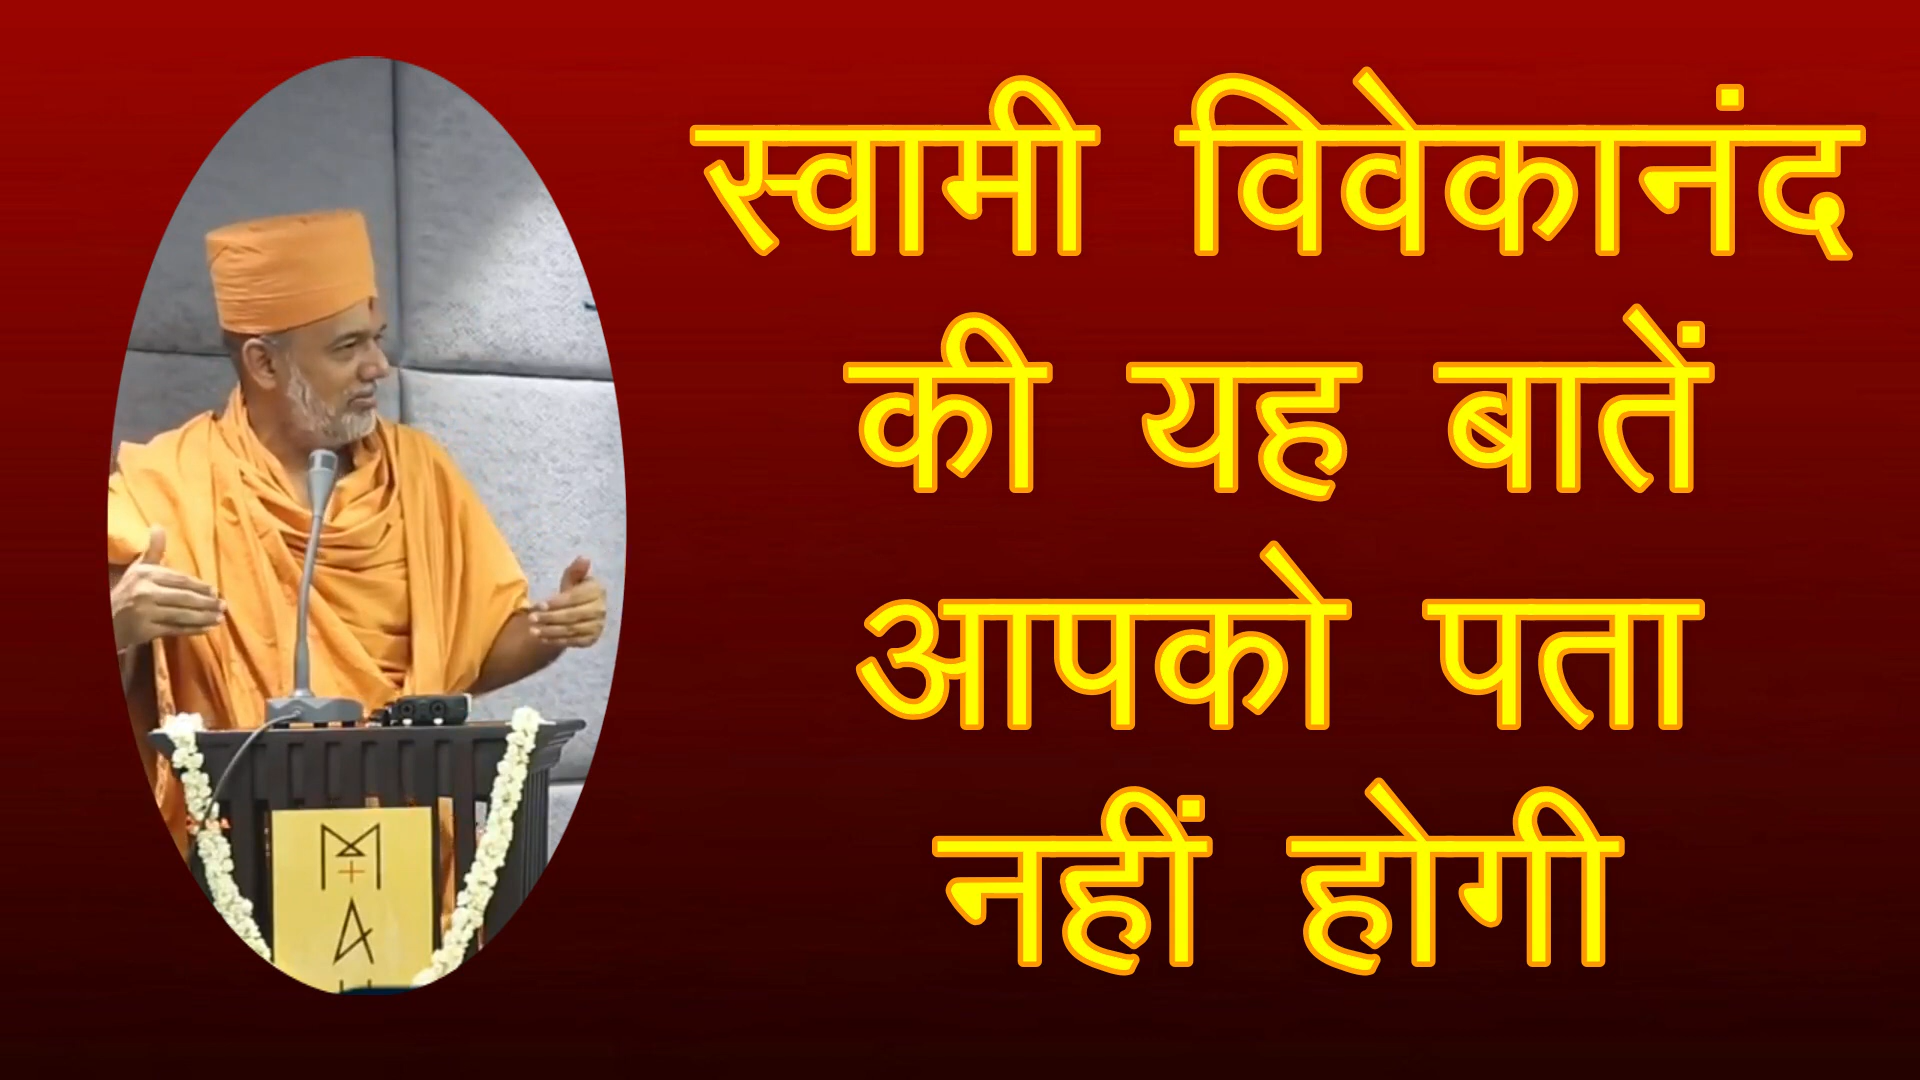 स्वामी विवेकानंद
की यह बातें
आपको पता
नहीं होगी